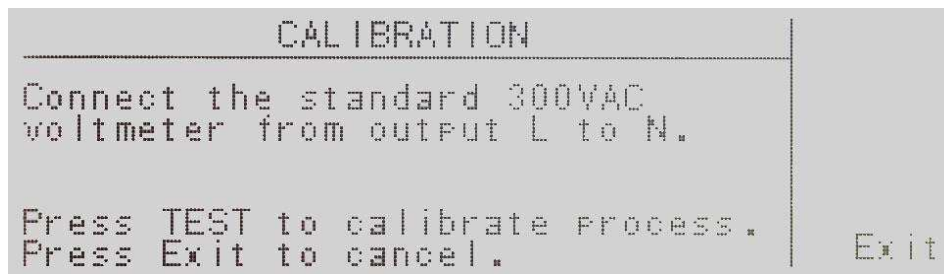 CALIBRATION
Connect the standard 300VAC
voltmeter from output L to N.
Press TEST to calibrate process.
Press Exit to cancel.
Exit